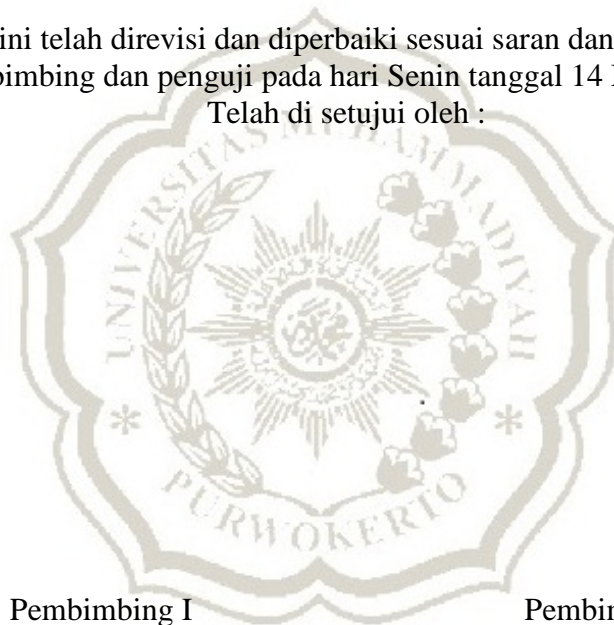 ini telah direvisi dan diperbaiki sesuai saran dan
bimbing dan penguji pada hari Senin tanggal 14
Telah di setujui oleh :
UNIVERSITAS MUHAMMADIYAH
PURWOKERTO
Pembimbing I Pembim